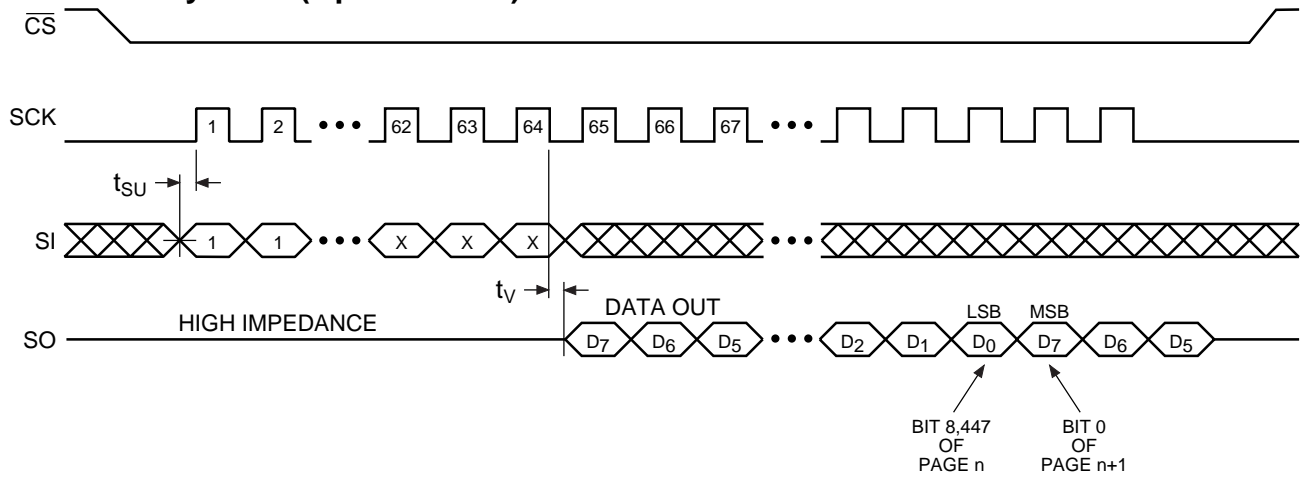 CS
SCK
1 2 ••• 62 63 64 65 66 67 •••
tSU
SI
1 1 ••• X X X •••
tV
HIGH IMPEDANCE
DATA OUT
LSB MSB
SO
D7 D6 D5 ••• D2 D1 D0 D7 D6 D5
BIT 8,447
OF
PAGE n
BIT 0
OF
PAGE n+1